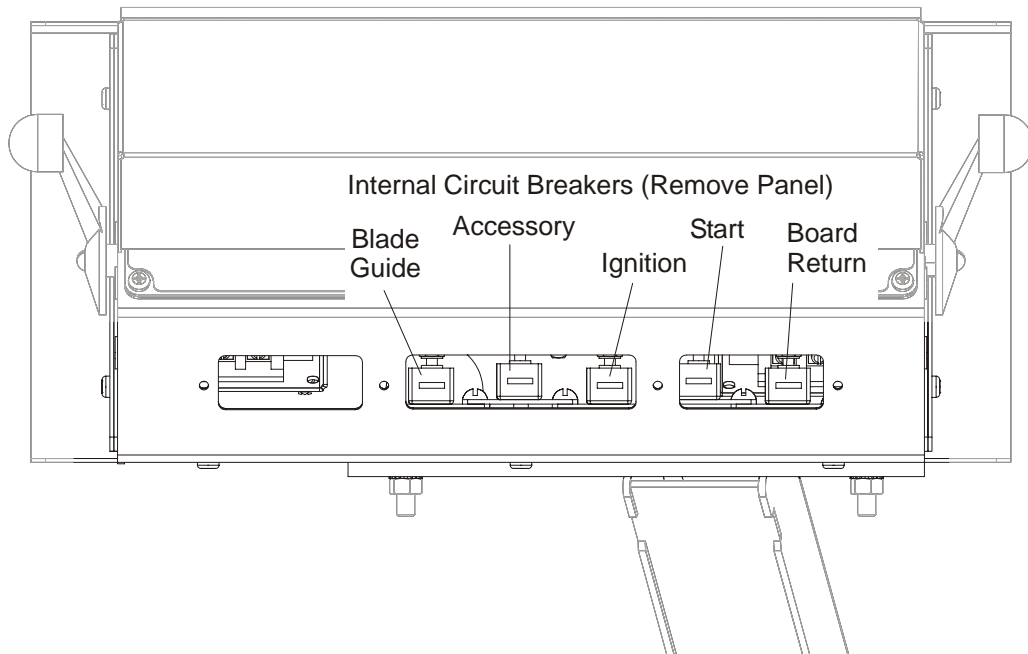 Internal Circuit Breakers (Remove Panel)
Blade
Guide
Accessory
Ignition
Start
Board
Return